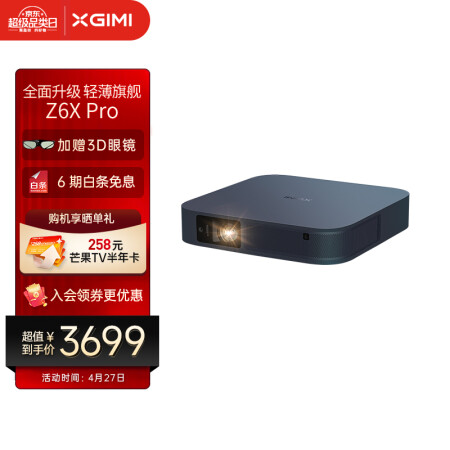 京东
超级品类日
XGIMI
全面升级 轻薄旗舰
Z6X Pro
加赠3D眼镜
白条
6 期白条免息
购机享晒单礼
258元
芒果TV半年卡
入会领券更优惠
超值
到手价
¥3699
活动时间：4月27日